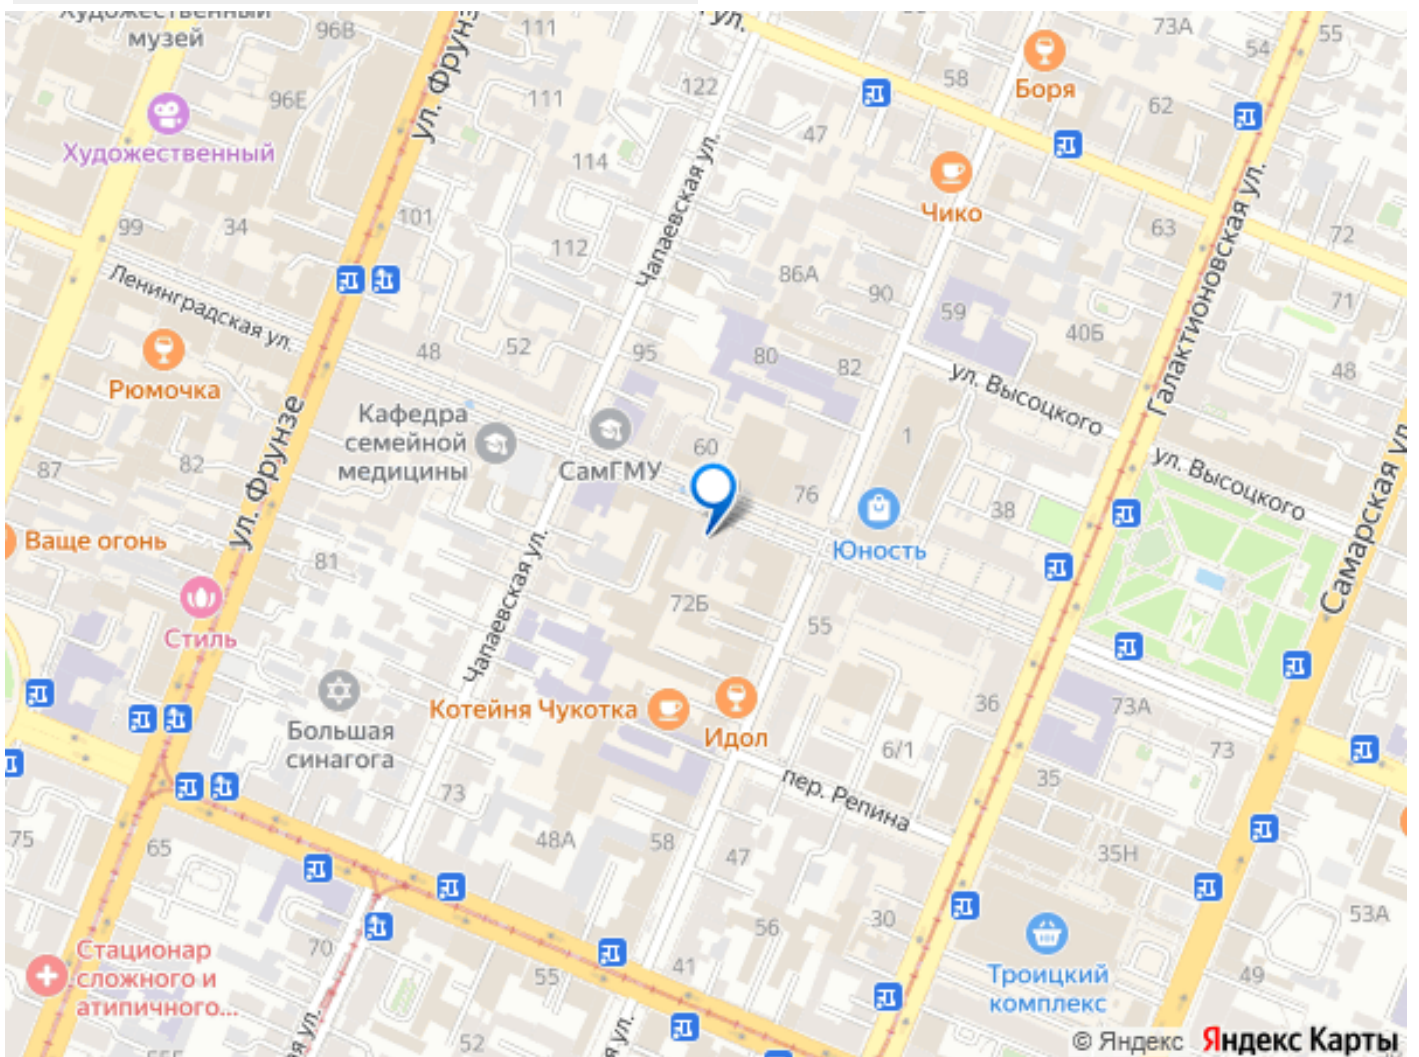 Художественный
музей
96В
111
ул. Фрунзе
ул.
73А
54
55
Боря
58
62
96Е
122
111
47
Художественный
114
Чико
99
34
101
112
Чапаевская ул.
86А
90
63
72
71
Галактионовская ул.
59
40Б
Ленинградская ул.
48
52
95
80
82
48
Рюмочка
ул. Высоцкого
Кафедра
семейной
медицины
СамГМУ
60
1
87
82
ул. Фрунзе
76
38
ул. Высоцкого
Ваще огонь
Юность
81
Чапаевская ул.
72Б
55
Самарская ул.
Стиль
Большая
синагога
Котейня Чукотка
Идол
36
73А
6/1
73
35
73
пер. Репина
75
65
48А
58
47
35Н
30
53А
56
70
Стационар
сложного и
атипичного...
55
41
Троицкий
комплекс
49
ая ул.
52
ул.
55Б
© Яндекс Яндекс Карты